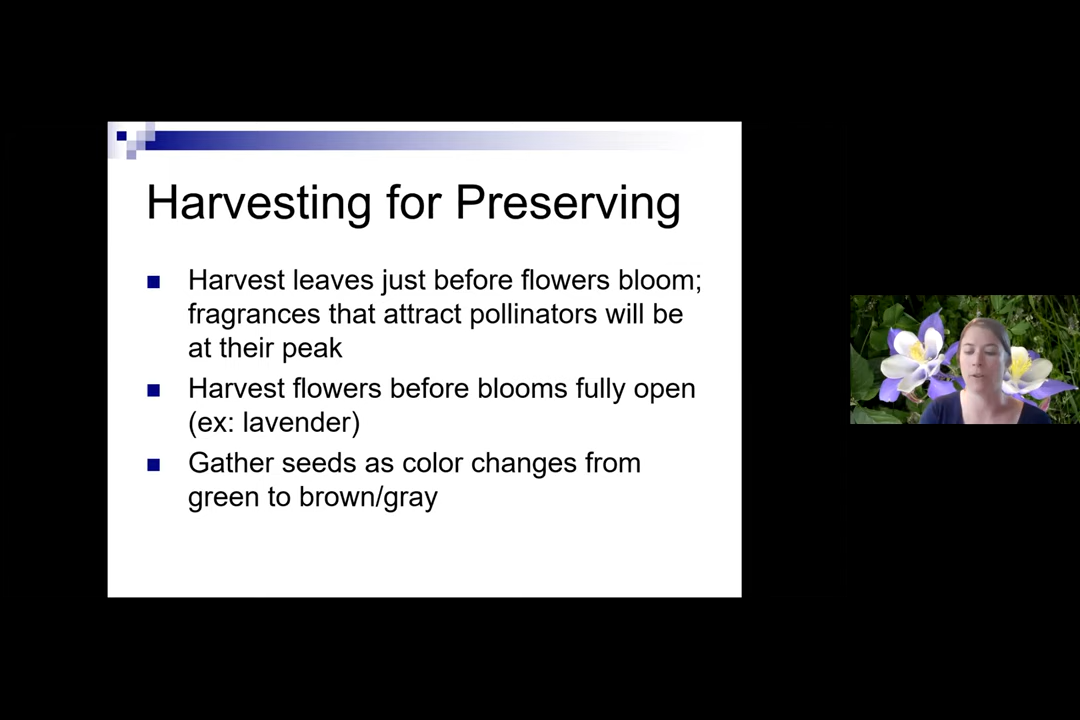 Harvesting for Preserving
Harvest leaves just before flowers bloom;
fragrances that attract pollinators will be
at their peak
Harvest flowers before blooms fully open
(ex: lavender)
Gather seeds as color changes from
green to brown/gray